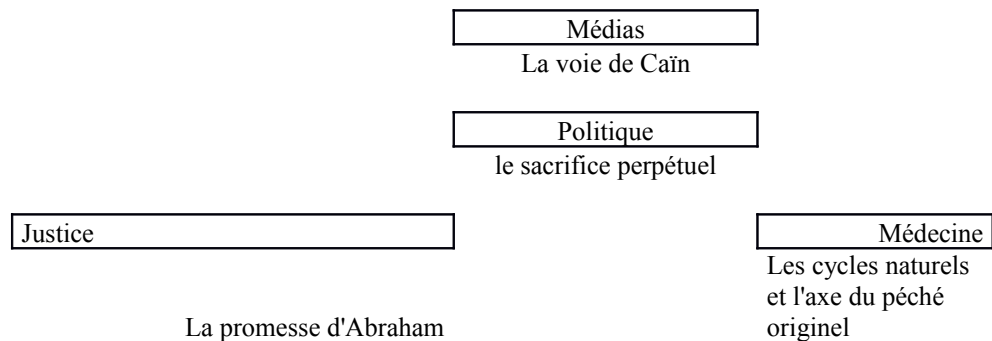 Médias
La voie de Caïn
Politique
le sacrifice perpétuel
Justice
Médecine
Les cycles naturels
et l'axe du péché
originel
La promesse d'Abraham